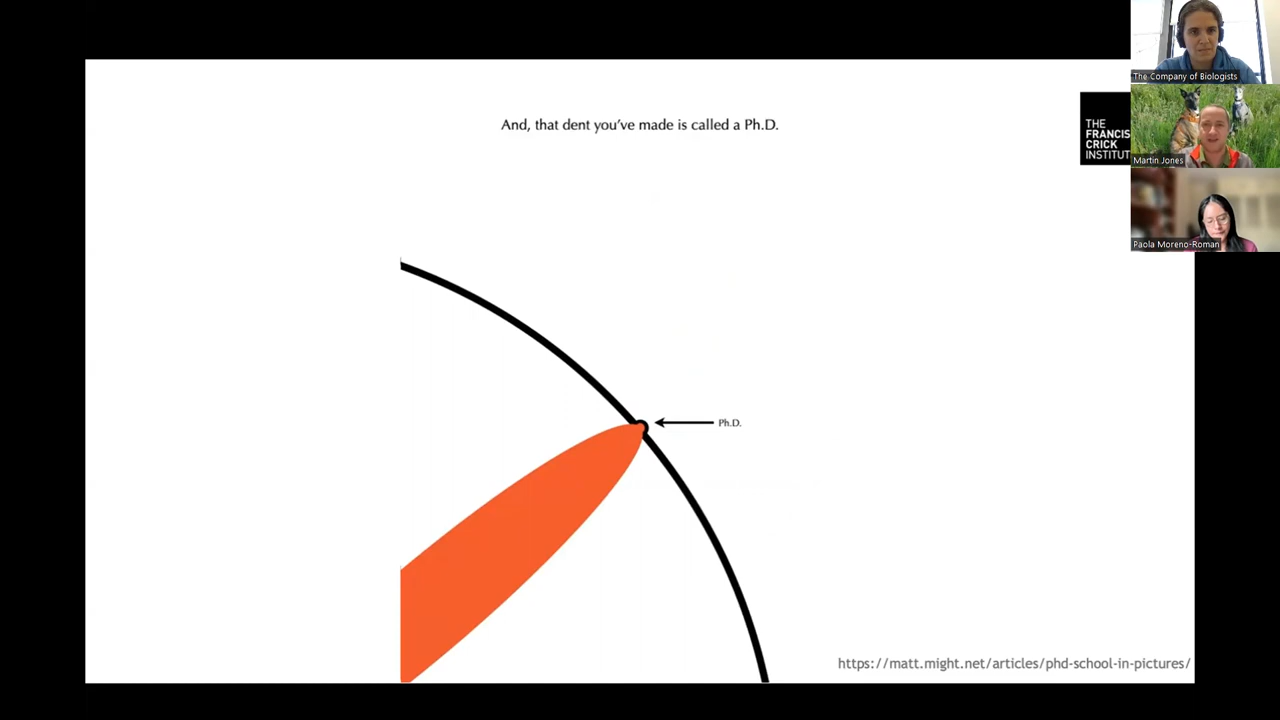 And, that dent you've made is called a Ph.D.
The Company of Biologists
THE
FRANCIS
CRICK
INSTITUT
Martin Jones
Paola Moreno-Roman
Ph.D.
https://matt.might.net/articles/phd-school-in-pictures/